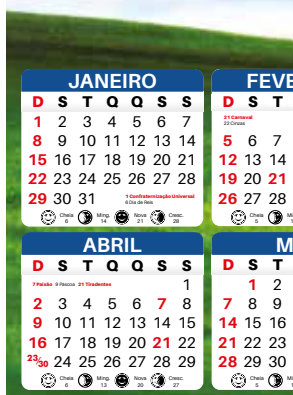 JANEIRO
D S T Q Q S S
1 2 3 4 5 6 7
8 9 10 11 12 13 14
15 16 17 18 19 20 21
22 23 24 25 26 27 28
29 30 31
1 Confraternização Universal
6 Dia de Reis
Cheia 6 Ming. 14 Nova 21 Cresc. 28
FEVE
D S T
21 Carnaval
22 Cinzas
5 6 7
12 13 14
19 20 21
26 27 28
Cheia 5 Mi
ABRIL
D S T Q Q S S
7 Paixão 9 Páscoa 21 Tiradentes
1
2 3 4 5 6 7 8
9 10 11 12 13 14 15
16 17 18 19 20 21 22
23/30 24 25 26 27 28 29
Cheia 6 Ming. 13 Nova 20 Cresc. 27
M
D S T
1 2
7 8 9
14 15 16
21 22 23
28 29 30
Cheia 5 M